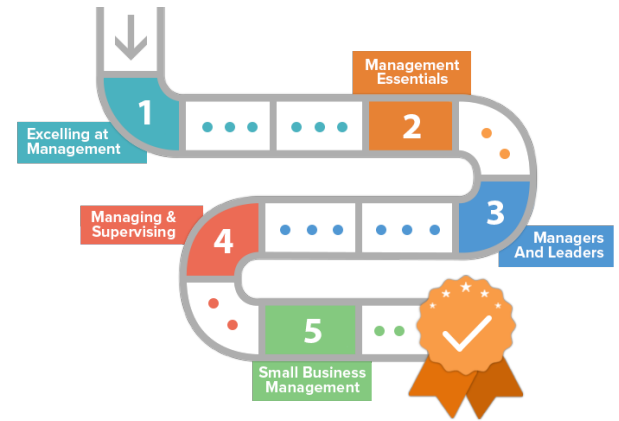 1
Excelling at
Management
Management
Essentials
2
3
Managers
And Leaders
Managing &
Supervising
4
5
Small Business
Management